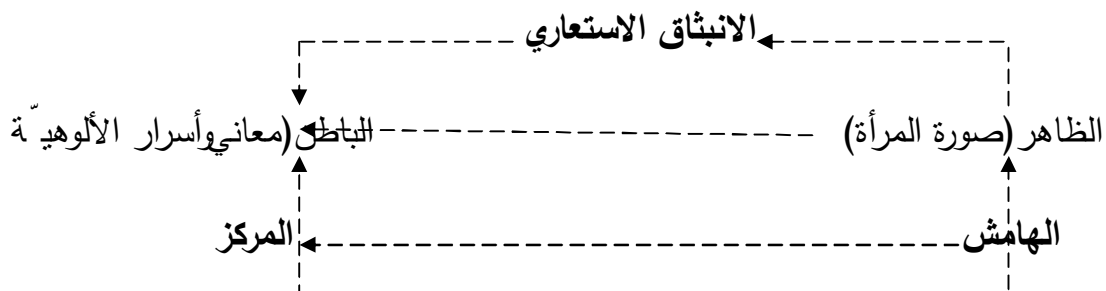 الانبثاق الاستعاري
الظاهر (صورة المرأة) الباطن (معاني وأسرار الألوهيّة
الهامش المركز